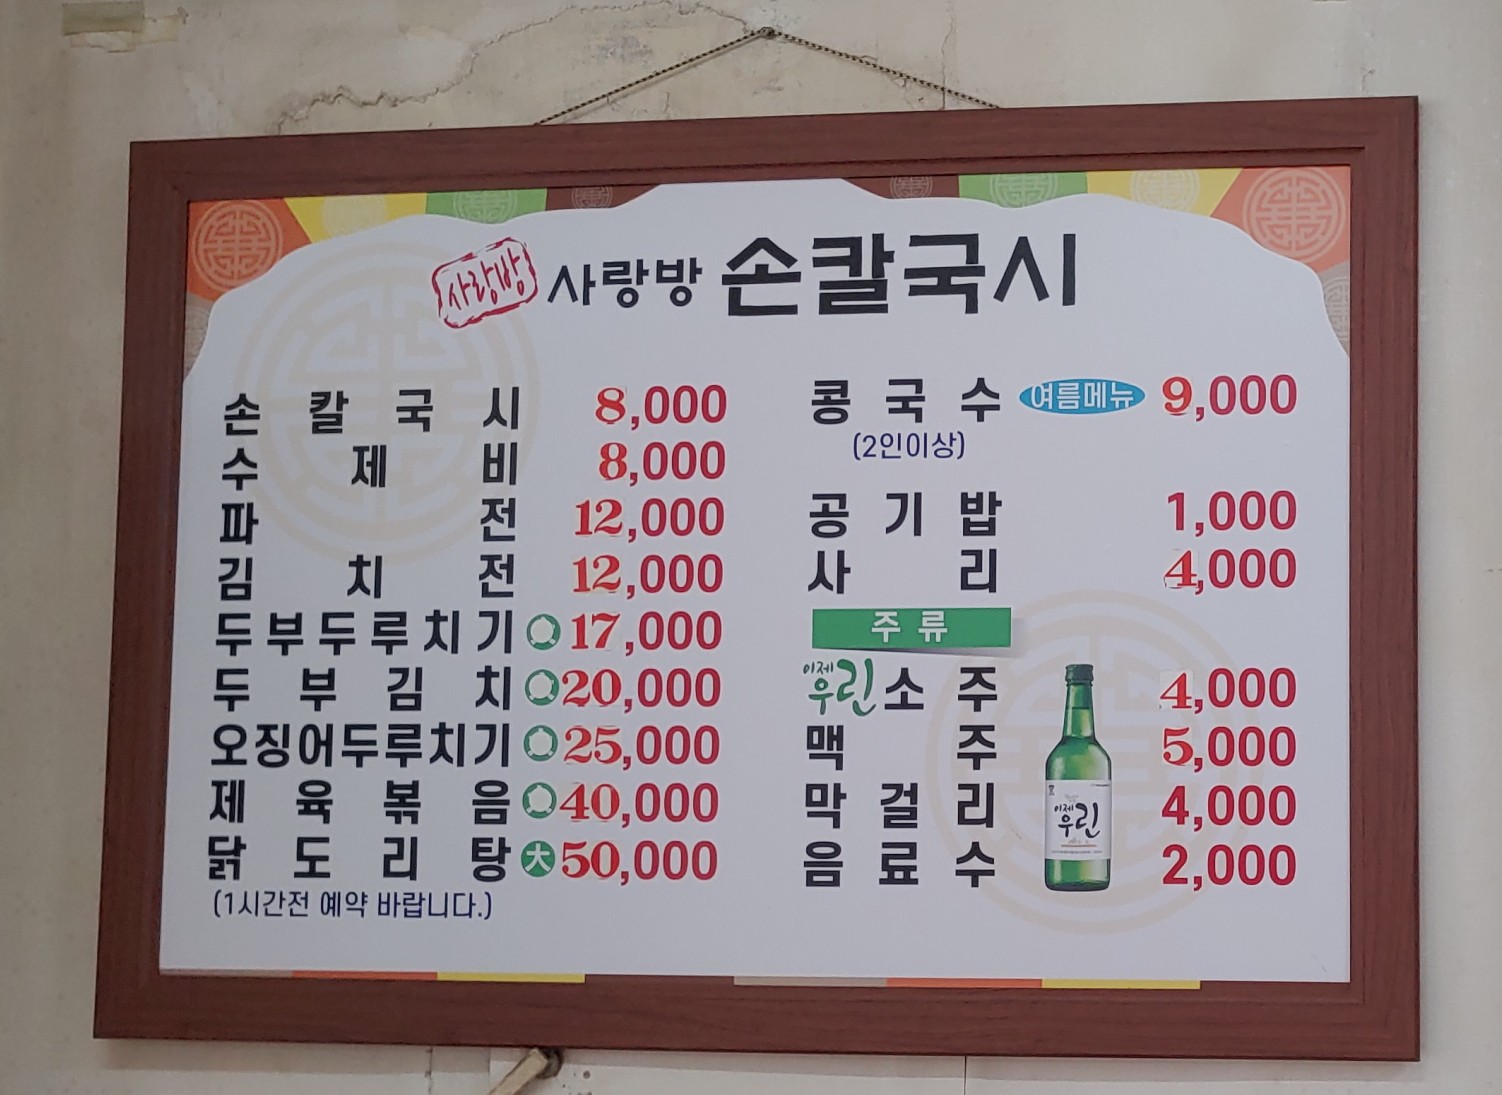 사랑방 사랑방 손칼국시
손칼국시 8,000
수제비 8,000
파전 12,000
김치전 12,000
두부두루치기 17,000
두부김치 20,000
오징어두루치기 25,000
제육볶음 40,000
닭도리탕 大 50,000
(1시간전 예약 바랍니다.)
콩국수 여름메뉴 9,000
(2인이상)
공기밥 1,000
사리 4,000
주류
이제우린 소주 4,000
맥주 5,000
막걸리 4,000
음료수 2,000
이제
우린